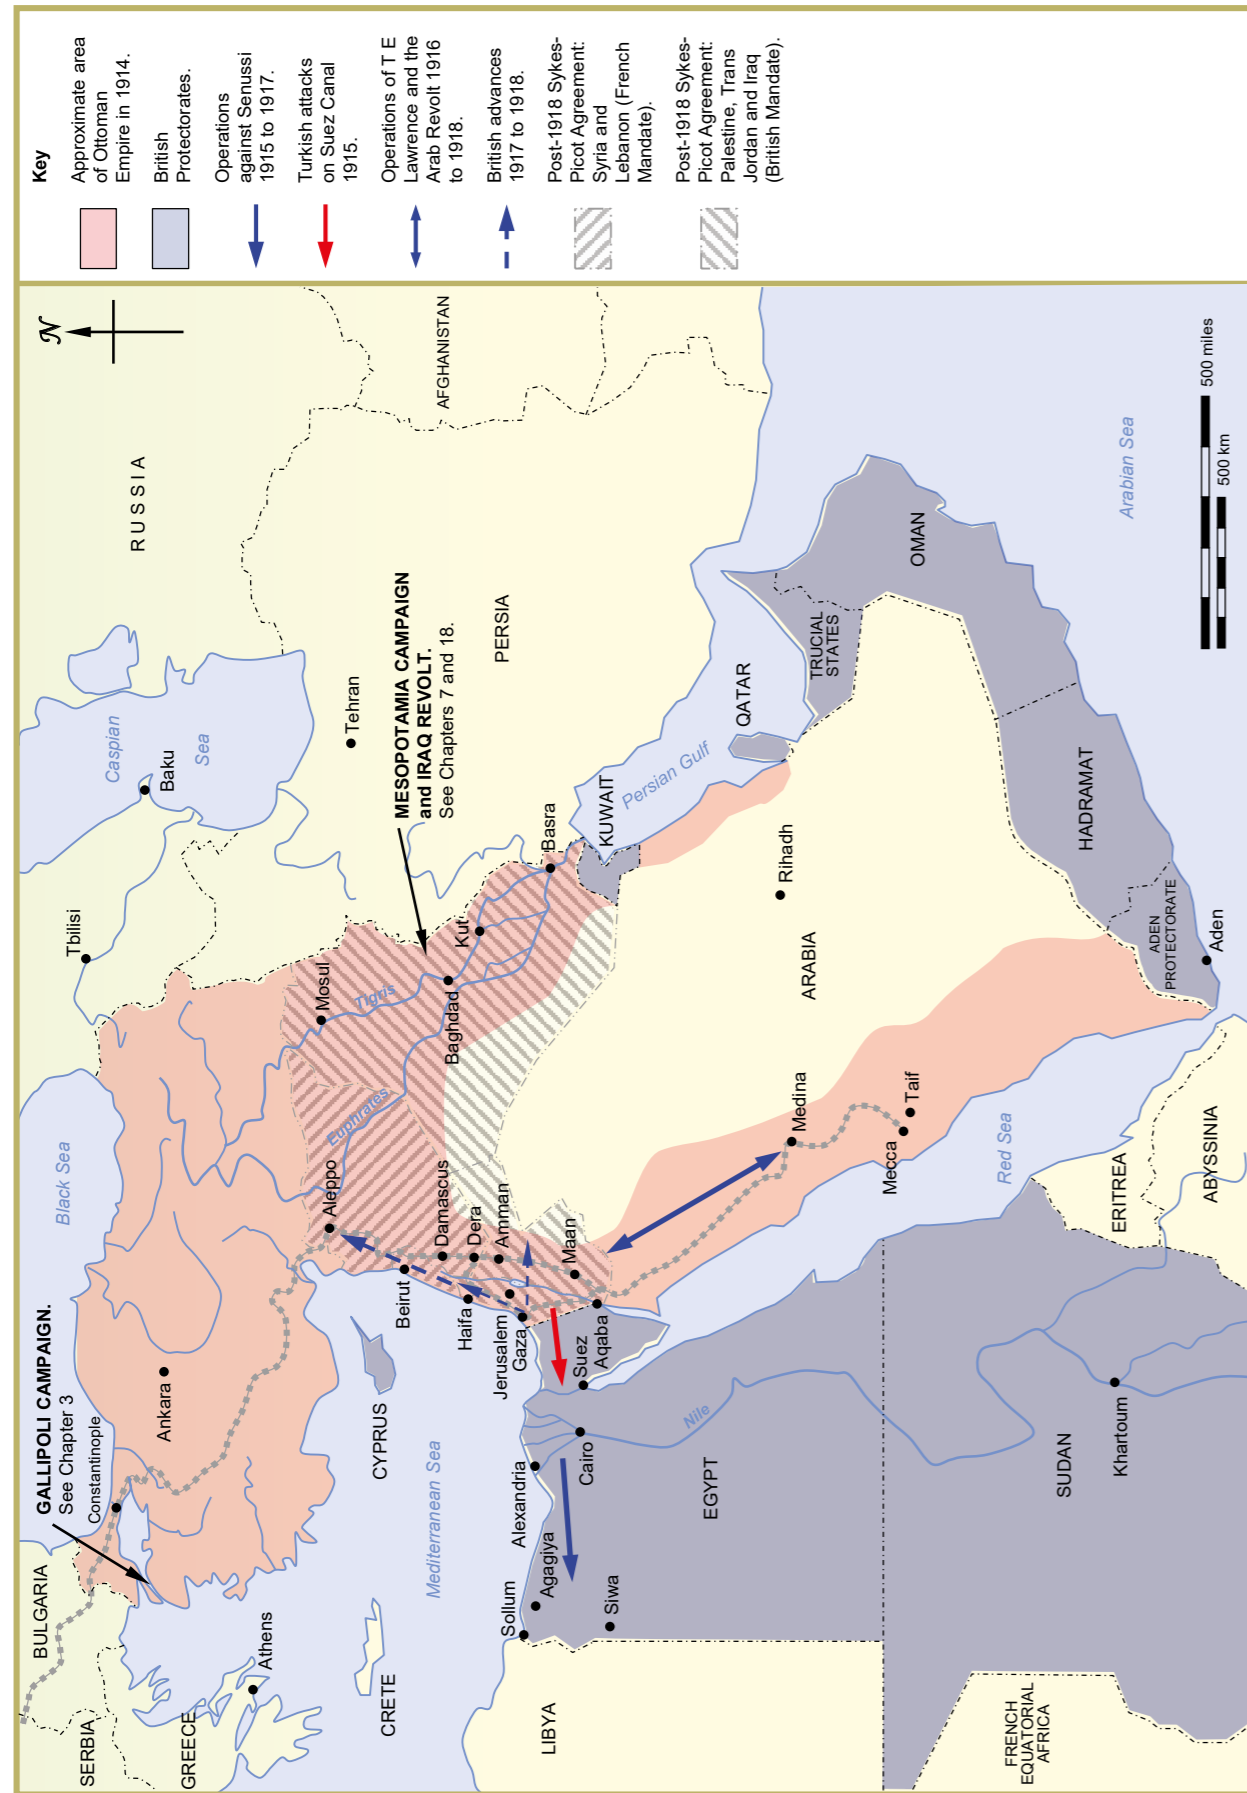 Key
Approximate area
of Ottoman
Empire in 1914.
British
Protectorates.
Operations
against Senussi
1915 to 1917.
Turkish attacks
on Suez Canal
1915.
Operations of T E
Lawrence and the
Arab Revolt 1916
to 1918.
British advances
1917 to 1918.
Post-1918 Sykes-
Picot Agreement:
Syria and
Lebanon (French
Mandate).
Post-1918 Sykes-
Picot Agreement:
Palestine, Trans
Jordan and Iraq
(British Mandate).
N
RUSSIA
AFGHANISTAN
Caspian
Sea
Baku
Tbilisi
Tehran
PERSIA
MESOPOTAMIA CAMPAIGN
and IRAQ REVOLT.
See Chapters 7 and 18.
Black Sea
GALLIPOLI CAMPAIGN.
See Chapter 3
Constantinople
BULGARIA
SERBIA
GREECE
Athens
CRETE
Ankara
CYPRUS
Mediterranean Sea
Mosul
Tigris
Euphrates
Aleppo
Baghdad
Kut
Basra
KUWAIT
Persian Gulf
QATAR
TRUCIAL
STATES
OMAN
Arabian Sea
Beirut
Damascus
Dera
Haifa
Amman
Jerusalem
Gaza
Maan
Suez
Aqaba
Alexandria
Cairo
Nile
Sollum
Agagiya
Siwa
LIBYA
EGYPT
ARABIA
Rihadh
Medina
Mecca
Taif
Red Sea
HADRAMAT
ADEN
PROTECTORATE
Aden
SUDAN
Khartoum
ERITREA
ABYSSINIA
FRENCH
EQUATORIAL
AFRICA
500 miles
500 km